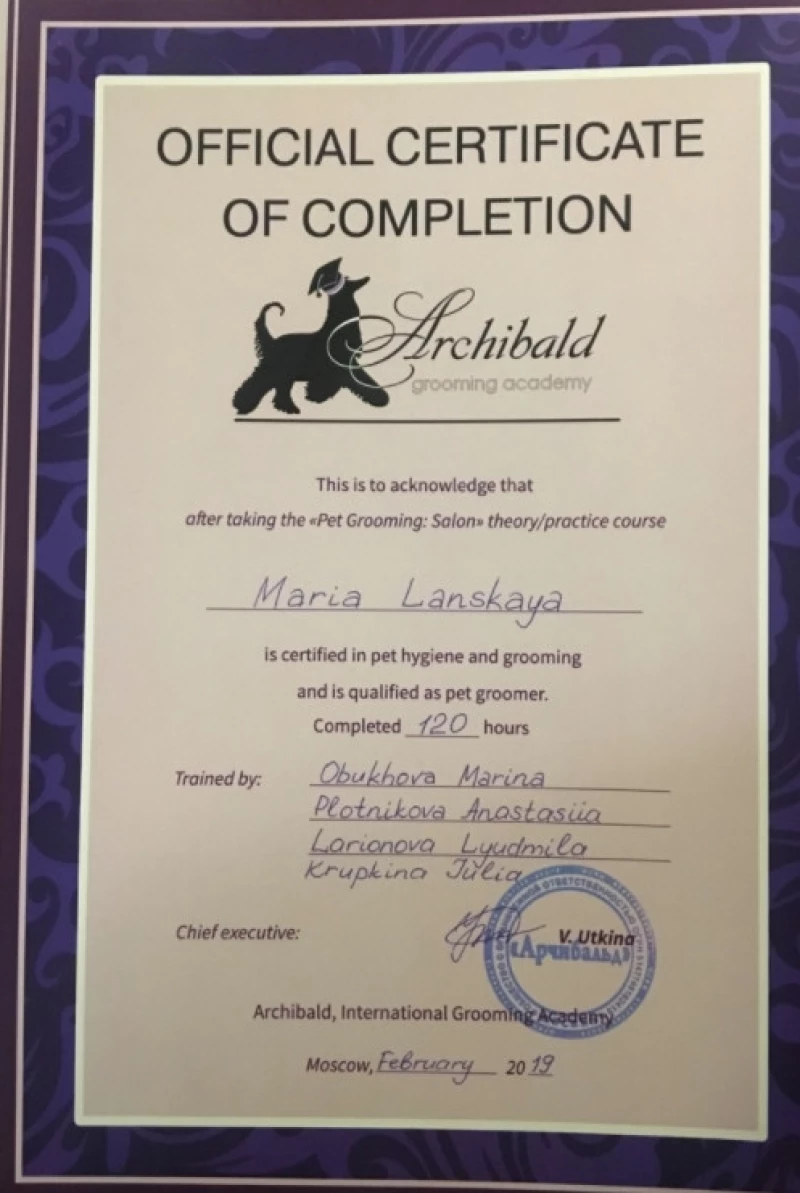 OFFICIAL CERTIFICATE
OF COMPLETION
Archibald
grooming academy
This is to acknowledge that
after taking the «Pet Grooming: Salon» theory/practice course
Maria Lanskaya
is certified in pet hygiene and grooming
and is qualified as pet groomer.
Completed 120 hours
Trained by: Obukhova Marina
Plotnikova Anastasiia
Larionova Lyudmila
Krupkina Julia
ОТВЕТСТВЕННОСТЬЮ
Chief executive: V. Utkina
«Арчибальд»
Archibald, International Grooming Academy
Moscow, February 2019